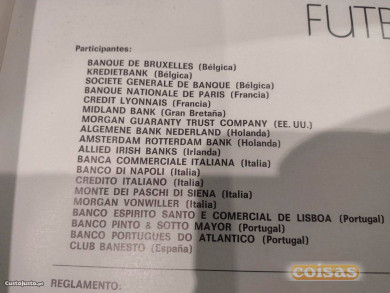 FUTE
Participantes:
BANQUE DE BRUXELLES (Bélgica)
KREDIETBANK (Bélgica)
SOCIETE GENERALE DE BANQUE (Bélgica)
BANQUE NATIONALE DE PARIS (Francia)
CREDIT LYONNAIS (Francia)
MIDLAND BANK (Gran Bretaña)
MORGAN GUARANTY TRUST COMPANY (EE. UU.)
ALGEMENE BANK NEDERLAND (Holanda)
AMSTERDAM ROTTERDAM BANK (Holanda)
ALLIED IRISH BANKS (Irlanda)
BANCA COMMERCIALE ITALIANA (Italia)
BANCO DI NAPOLI (Italia)
CREDITO ITALIANO (Italia)
MONTE DEI PASCHI DI SIENA (Italia)
MORGAN VONWILLER (Italia)
BANCO ESPIRITO SANTO E COMERCIAL DE LISBOA (Portugal)
BANCO PINTO & SOTTO MAYOR (Portugal)
BANCO PORTUGUES DO ATLANTICO (Portugal)
CLUB BANESTO (España)
REGLAMENTO:
CustoJusto.pt
coisas